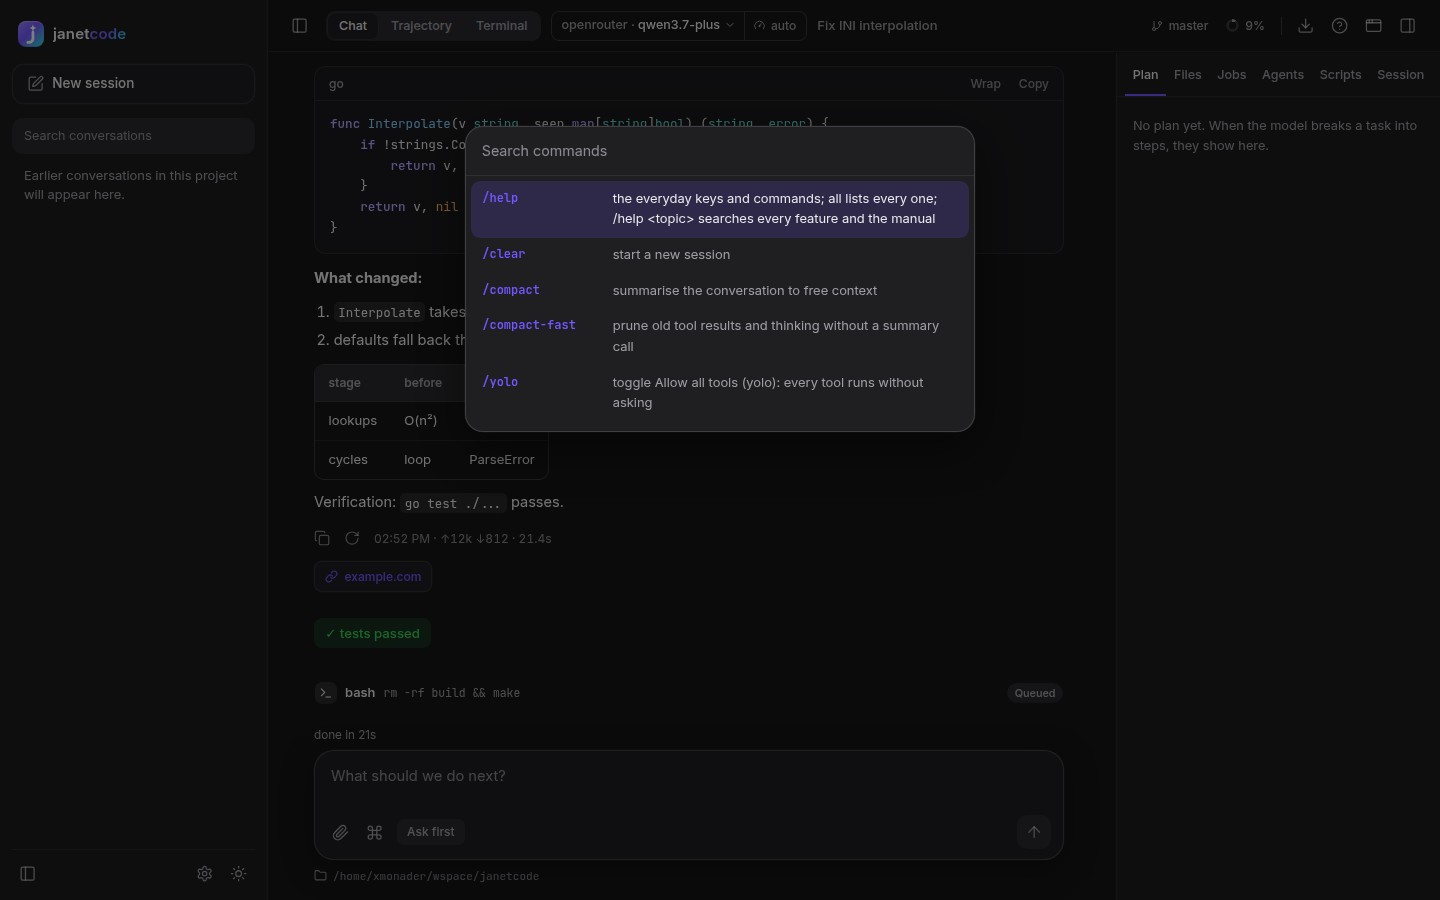 janetcode
New session
Search conversations
Earlier conversations in this project
will appear here.
Chat
Trajectory
Terminal
openrouter · qwen3.7-plus
auto
Fix INI interpolation
master
9%
go
Wrap
Copy
func Interpolate(v string, seen map[string]bool) (string, error) {
if !strings.Co
return v,
}
return v, nil
}
What changed:
1. Interpolate takes
2. defaults fall back th
stage before
lookups O(n²)
cycles loop ParseError
Verification: go test ./... passes.
02:52 PM · ↑12k ↓812 · 21.4s
example.com
✓ tests passed
bash rm -rf build && make
Queued
done in 21s
What should we do next?
Ask first
/home/xmonader/wspace/janetcode
Search commands
/help the everyday keys and commands; all lists every one;
/help <topic> searches every feature and the manual
/clear start a new session
/compact summarise the conversation to free context
/compact-fast prune old tool results and thinking without a summary
call
/yolo toggle Allow all tools (yolo): every tool runs without
asking
Plan
Files
Jobs
Agents
Scripts
Session
No plan yet. When the model breaks a task into
steps, they show here.